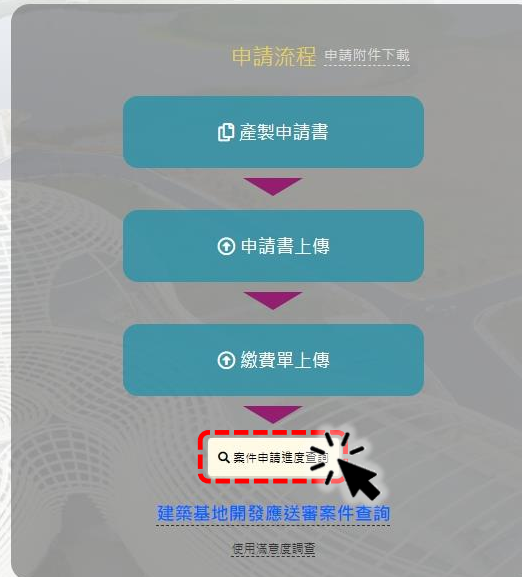 申請流程 申請附件下載
產製申請書
申請書上傳
繳費單上傳
案件申請進度查詢
建築基地開發應送審案件查詢
使用滿意度調查